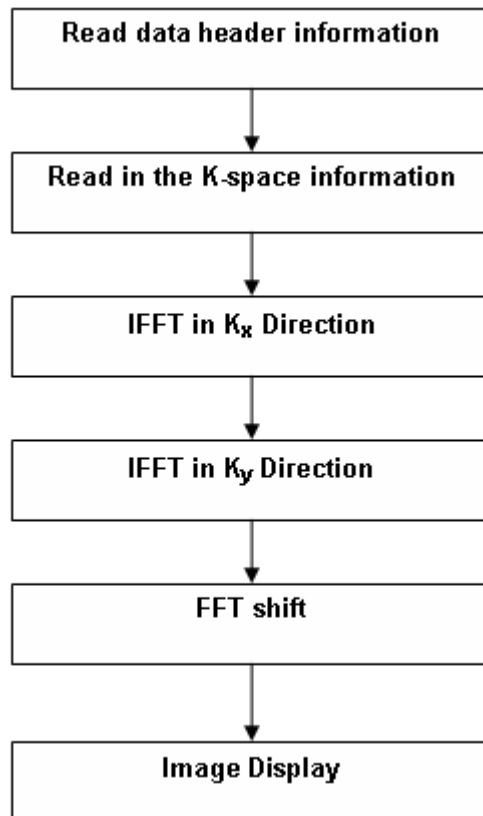 Read data header information
Read in the K-space information
IFFT in Kx Direction
IFFT in Ky Direction
FFT shift
Image Display